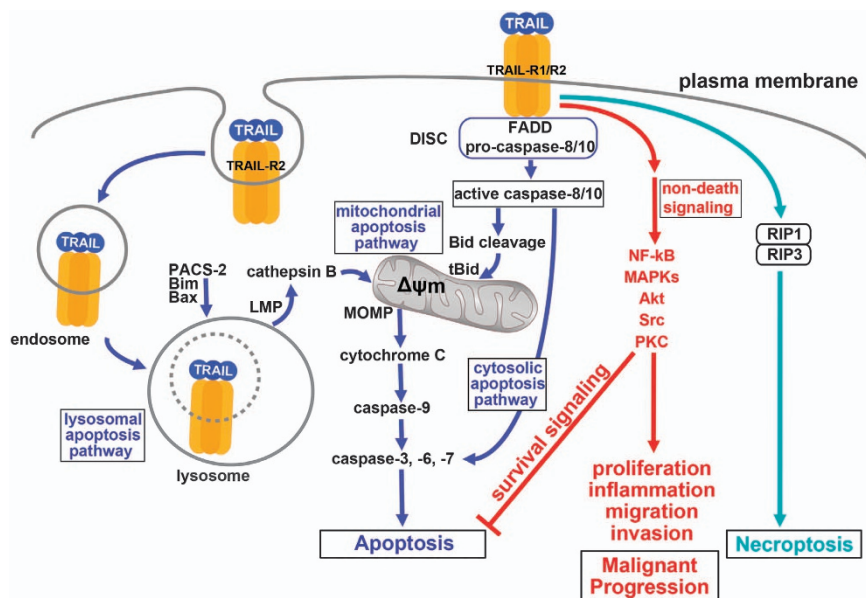 TRAIL
TRAIL-R1/R2
plasma membrane
TRAIL
TRAIL-R2
DISC
FADD
pro-caspase-8/10
active caspase-8/10
non-death
signaling
mitochondrial
apoptosis
pathway
Bid cleavage
tBid
RIP1
RIP3
NF-kB
MAPKs
Akt
Src
PKC
TRAIL
endosome
PACS-2
Bim
Bax
cathepsin B
LMP
Δψm
MOMP
cytochrome C
cytosolic
apoptosis
pathway
TRAIL
lysosomal
apoptosis
pathway
lysosome
caspase-9
caspase-3, -6, -7
survival signaling
proliferation
inflammation
migration
invasion
Apoptosis
Malignant
Progression
Necroptosis